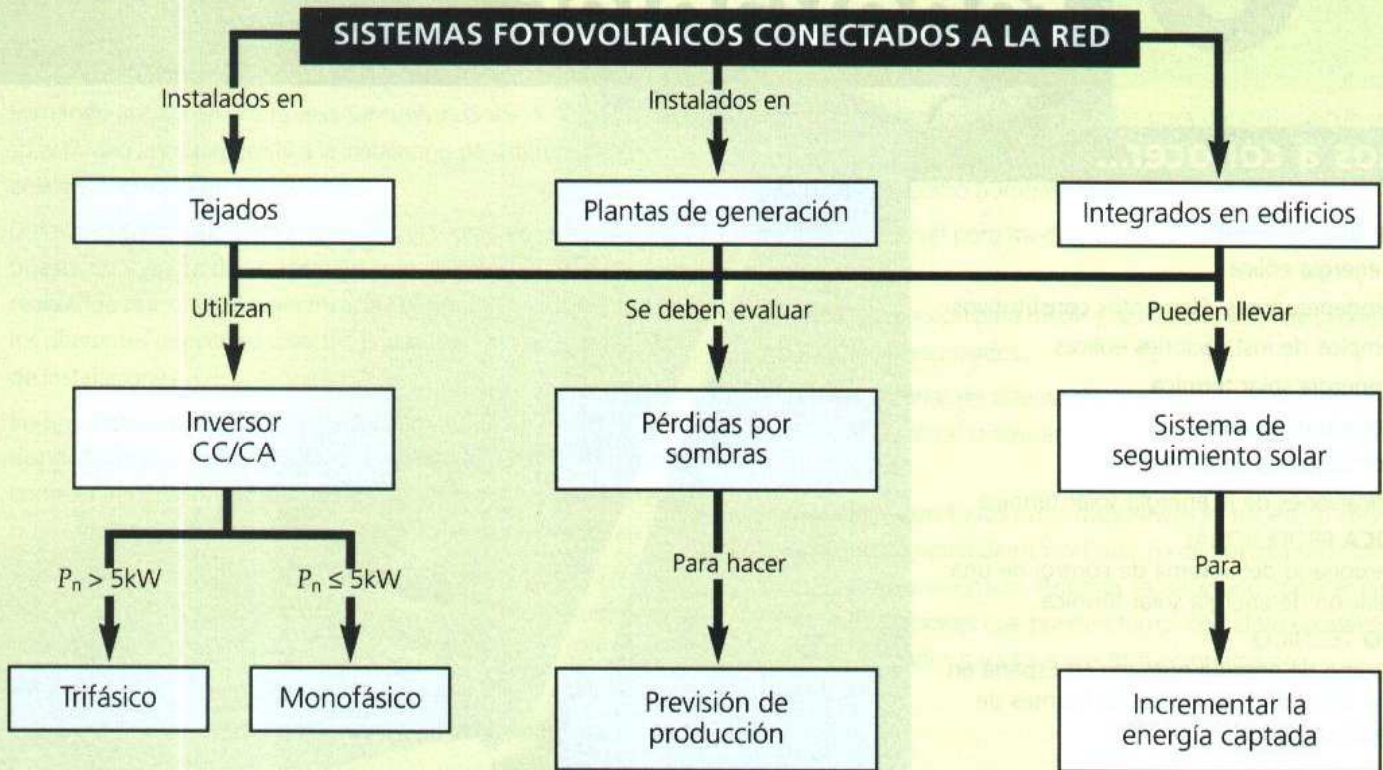 SISTEMAS FOTOVOLTAICOS CONECTADOS A LA RED
Instalados en
Instalados en
Tejados
Plantas de generación
Integrados en edificios
Utilizan
Se deben evaluar
Pueden llevar
Inversor
CC/CA
Pérdidas por
sombras
Sistema de
seguimiento solar
Pn > 5kW
Pn ≤ 5kW
Para hacer
Para
Trifásico
Monofásico
Previsión de
producción
Incrementar la
energía captada